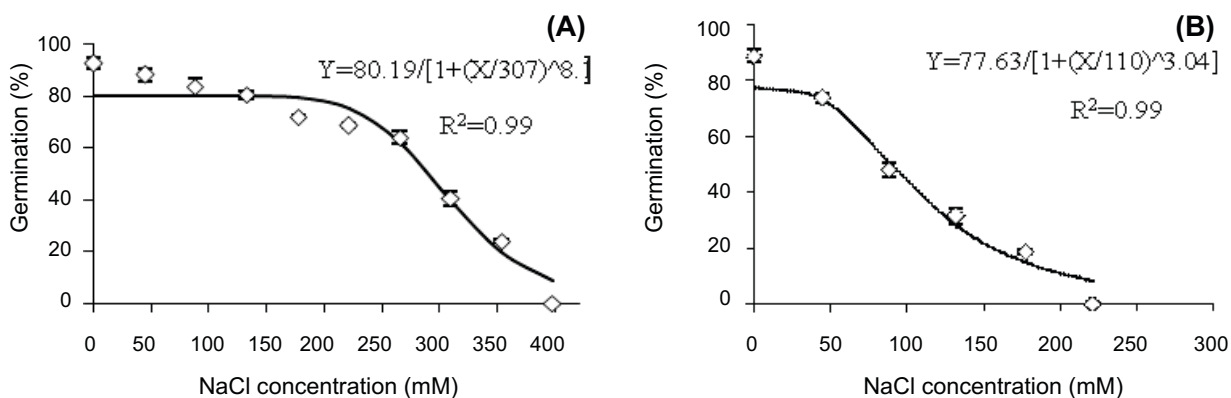 (A)
Germination (%)
100
80
60
40
20
0
Y=80.19/[1+(X/307)^8.]
R²=0.99
0 50 100 150 200 250 300 350 400
NaCl concentration (mM)
(B)
Germination (%)
100
80
60
40
20
0
Y=77.63/[1+(X/110)^3.04]
R²=0.99
0 50 100 150 200 250 300
NaCl concentration (mM)